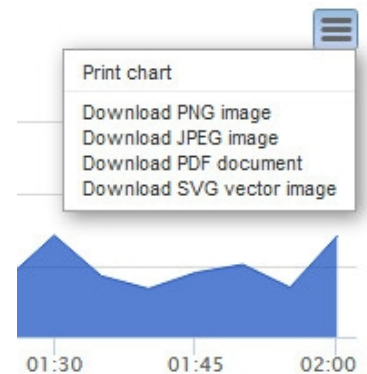 Print chart
Download PNG image
Download JPEG image
Download PDF document
Download SVG vector image
01:30 01:45 02:00